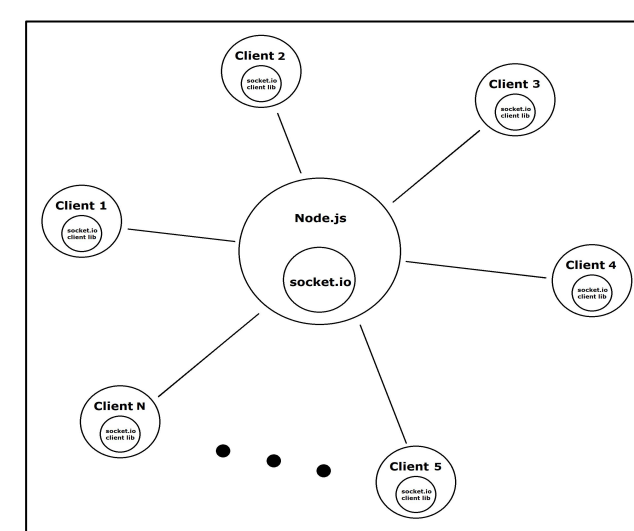 Client 2
socket.io
client lib
Client 3
socket.io
client lib
Client 1
socket.io
client lib
Node.js
socket.io
Client 4
socket.io
client lib
Client N
socket.io
client lib
Client 5
socket.io
client lib